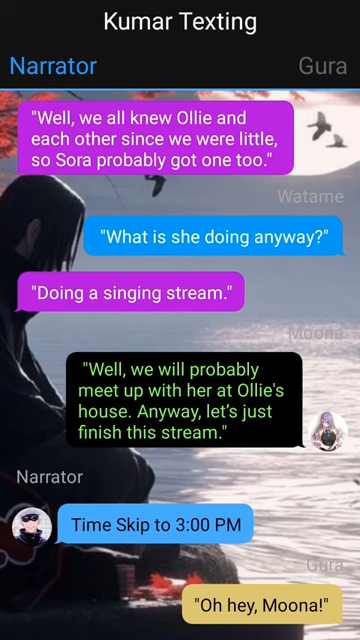 Kumar Texting
Narrator
Gura
"Well, we all knew Ollie and
each other since we were little,
so Sora probably got one too."
Watame
"What is she doing anyway?"
"Doing a singing stream."
Moona
"Well, we will probably
meet up with her at Ollie's
house. Anyway, let’s just
finish this stream."
Narrator
Time Skip to 3:00 PM
Gura
"Oh hey, Moona!"